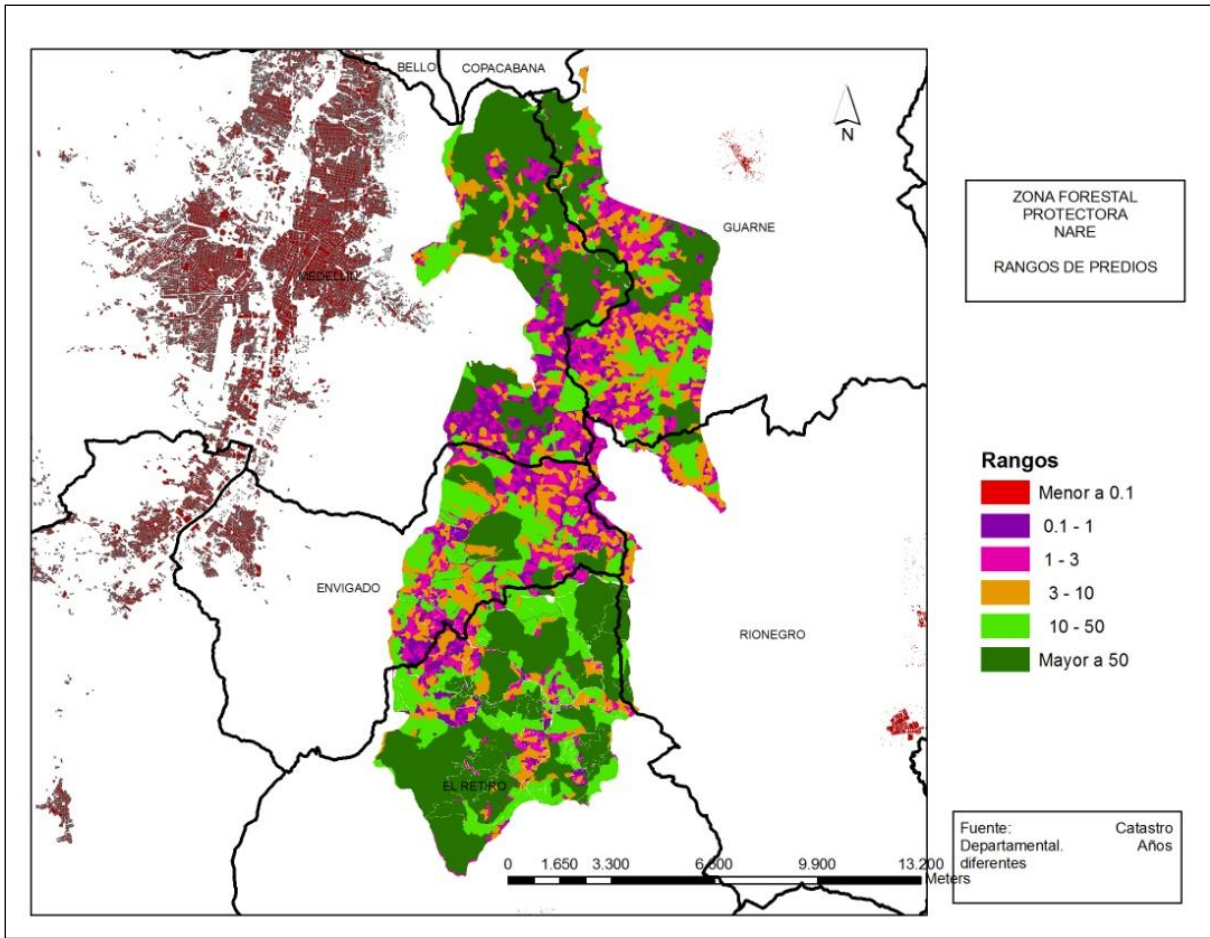 BELLO
COPACABANA
N
GUARNE
MEDELLIN
ENVIGADO
RIONEGRO
EL RETIRO
0 1.650 3.300 6.600 9.900 13.200
Meters
ZONA FORESTAL
PROTECTORA
NARE
RANGOS DE PREDIOS
Rangos
Menor a 0.1
0.1 - 1
1 - 3
3 - 10
10 - 50
Mayor a 50
Fuente: Catastro
Departamental. Años
diferentes